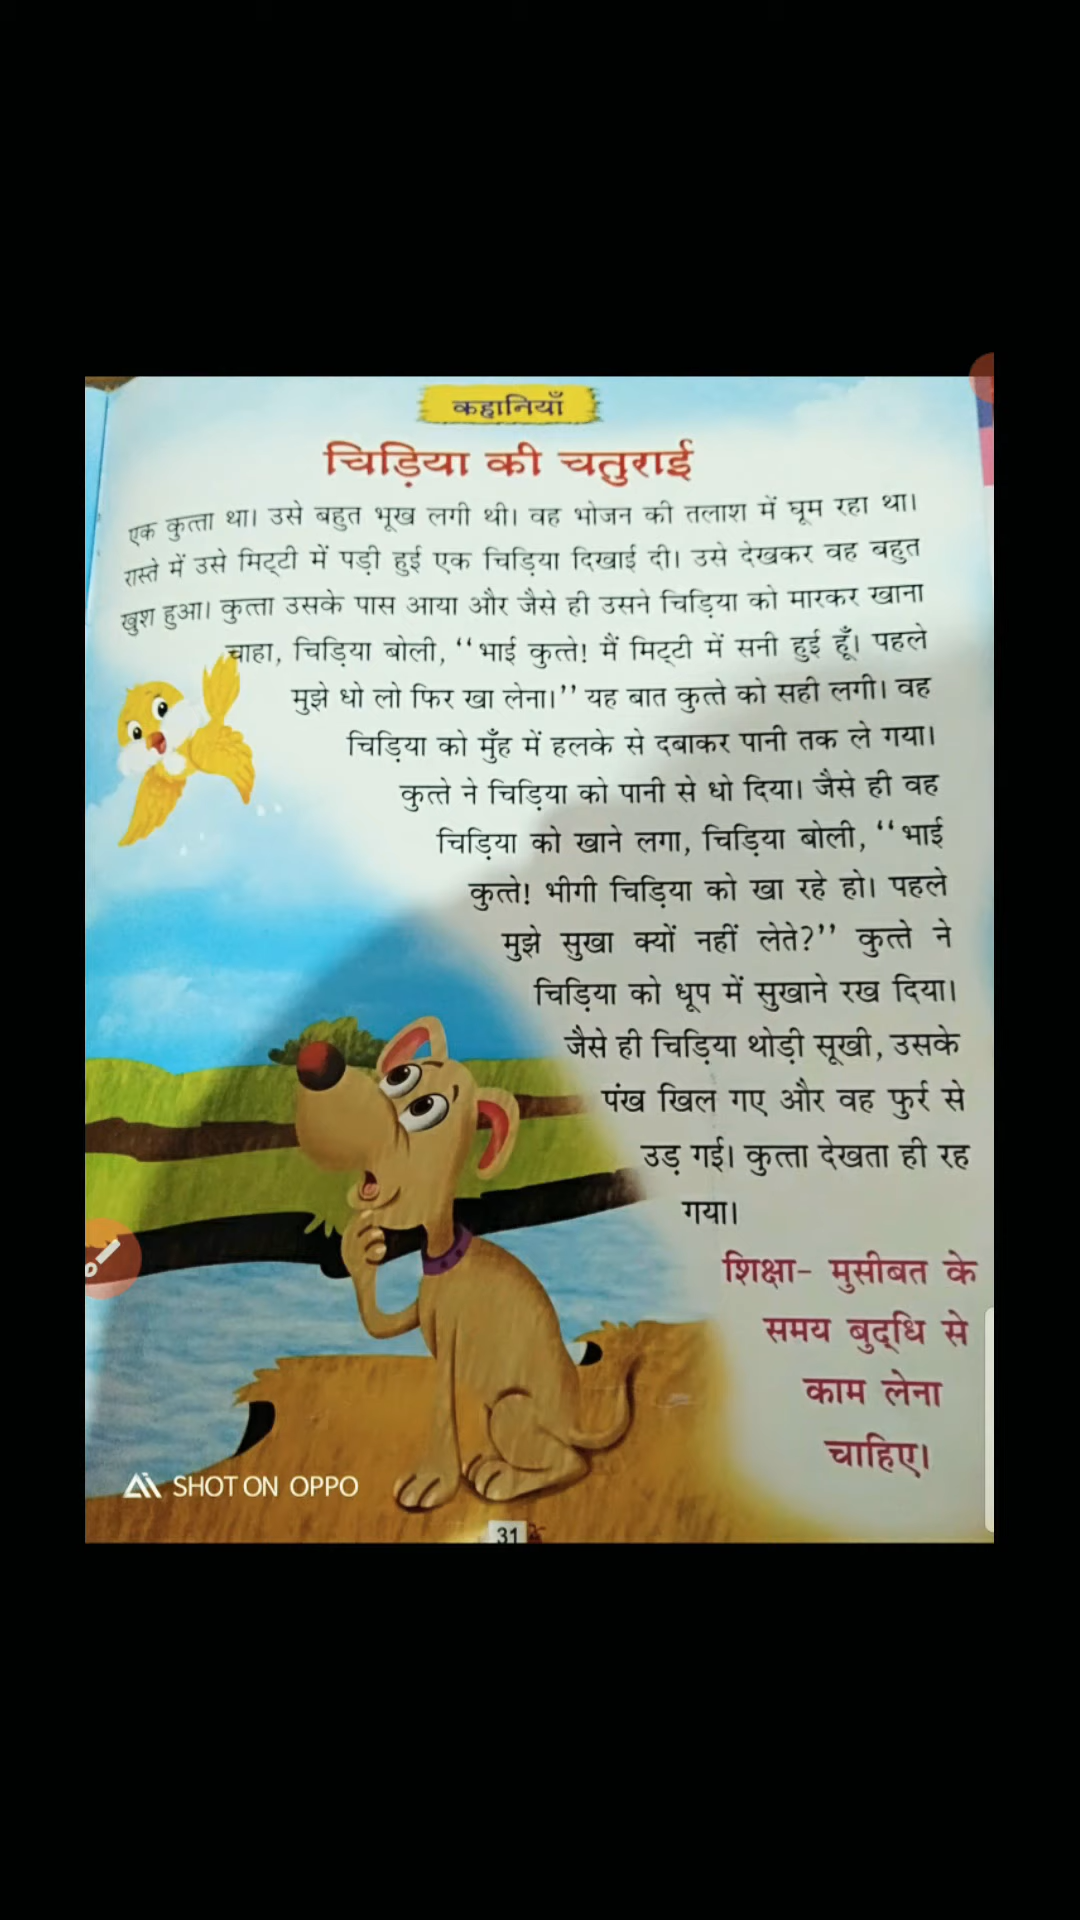 कहानियाँ
चिड़िया की चतुराई
एक कुत्ता था। उसे बहुत भूख लगी थी। वह भोजन की तलाश में घूम रहा था।
रास्ते में उसे मिट्टी में पड़ी हुई एक चिड़िया दिखाई दी। उसे देखकर वह बहुत
खुश हुआ। कुत्ता उसके पास आया और जैसे ही उसने चिड़िया को मारकर खाना
चाहा, चिड़िया बोली, ‘‘भाई कुत्ते! मैं मिट्टी में सनी हुई हूँ। पहले
मुझे धो लो फिर खा लेना।’’ यह बात कुत्ते को सही लगी। वह
चिड़िया को मुँह में हलके से दबाकर पानी तक ले गया।
कुत्ते ने चिड़िया को पानी से धो दिया। जैसे ही वह
चिड़िया को खाने लगा, चिड़िया बोली, ‘‘भाई
कुत्ते! भीगी चिड़िया को खा रहे हो। पहले
मुझे सुखा क्यों नहीं लेते?’’ कुत्ते ने
चिड़िया को धूप में सुखाने रख दिया।
जैसे ही चिड़िया थोड़ी सूखी, उसके
पंख खिल गए और वह फुर्र से
उड़ गई। कुत्ता देखता ही रह
गया।
शिक्षा- मुसीबत के
समय बुद्धि से
काम लेना
चाहिए।
SHOT ON OPPO
31